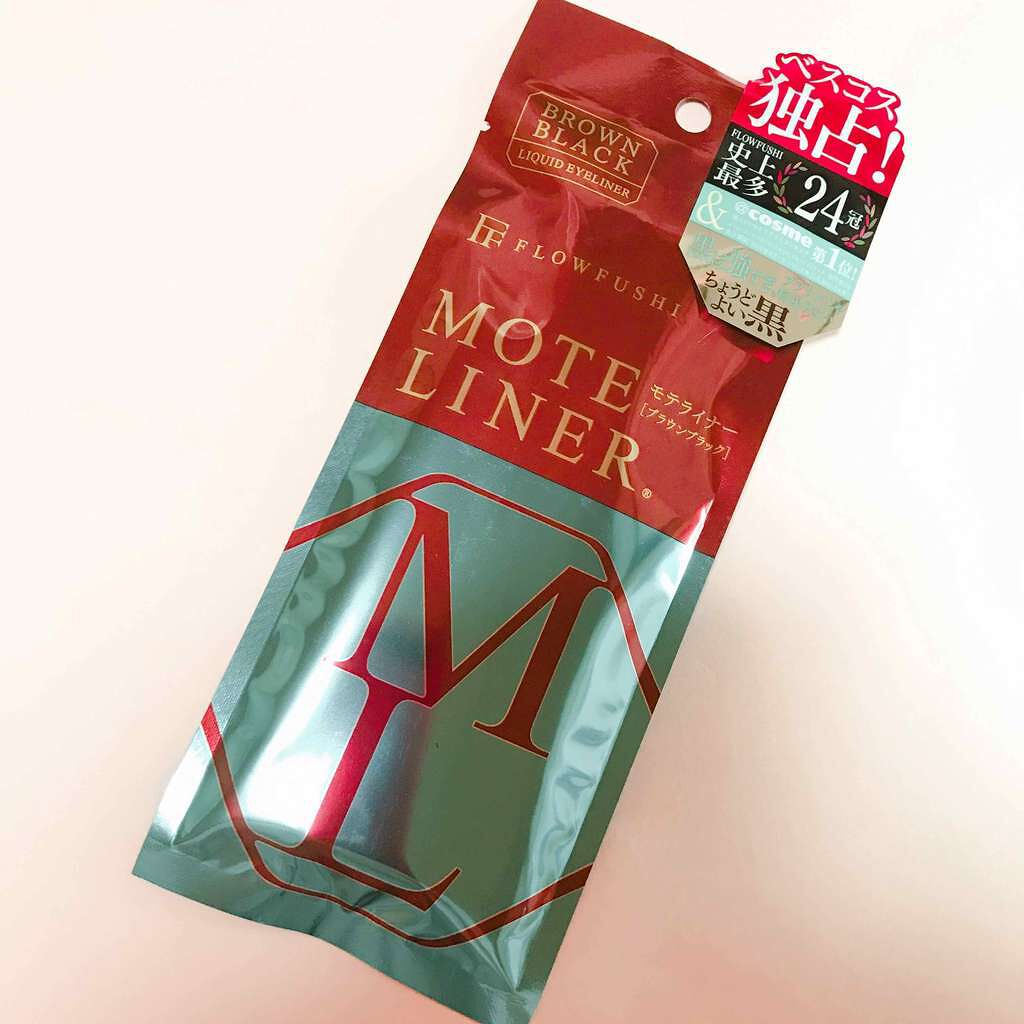 BROWN
BLACK
LIQUID EYELINER
FF FLOWFUSHI
MOTE
LINER®
モテライナー
[ブラウンブラック]
ML
ベスコス
独占!
FLOWFUSHI
史上
最多
24冠
&
@cosme
第1位!
ちょうど
よい黒